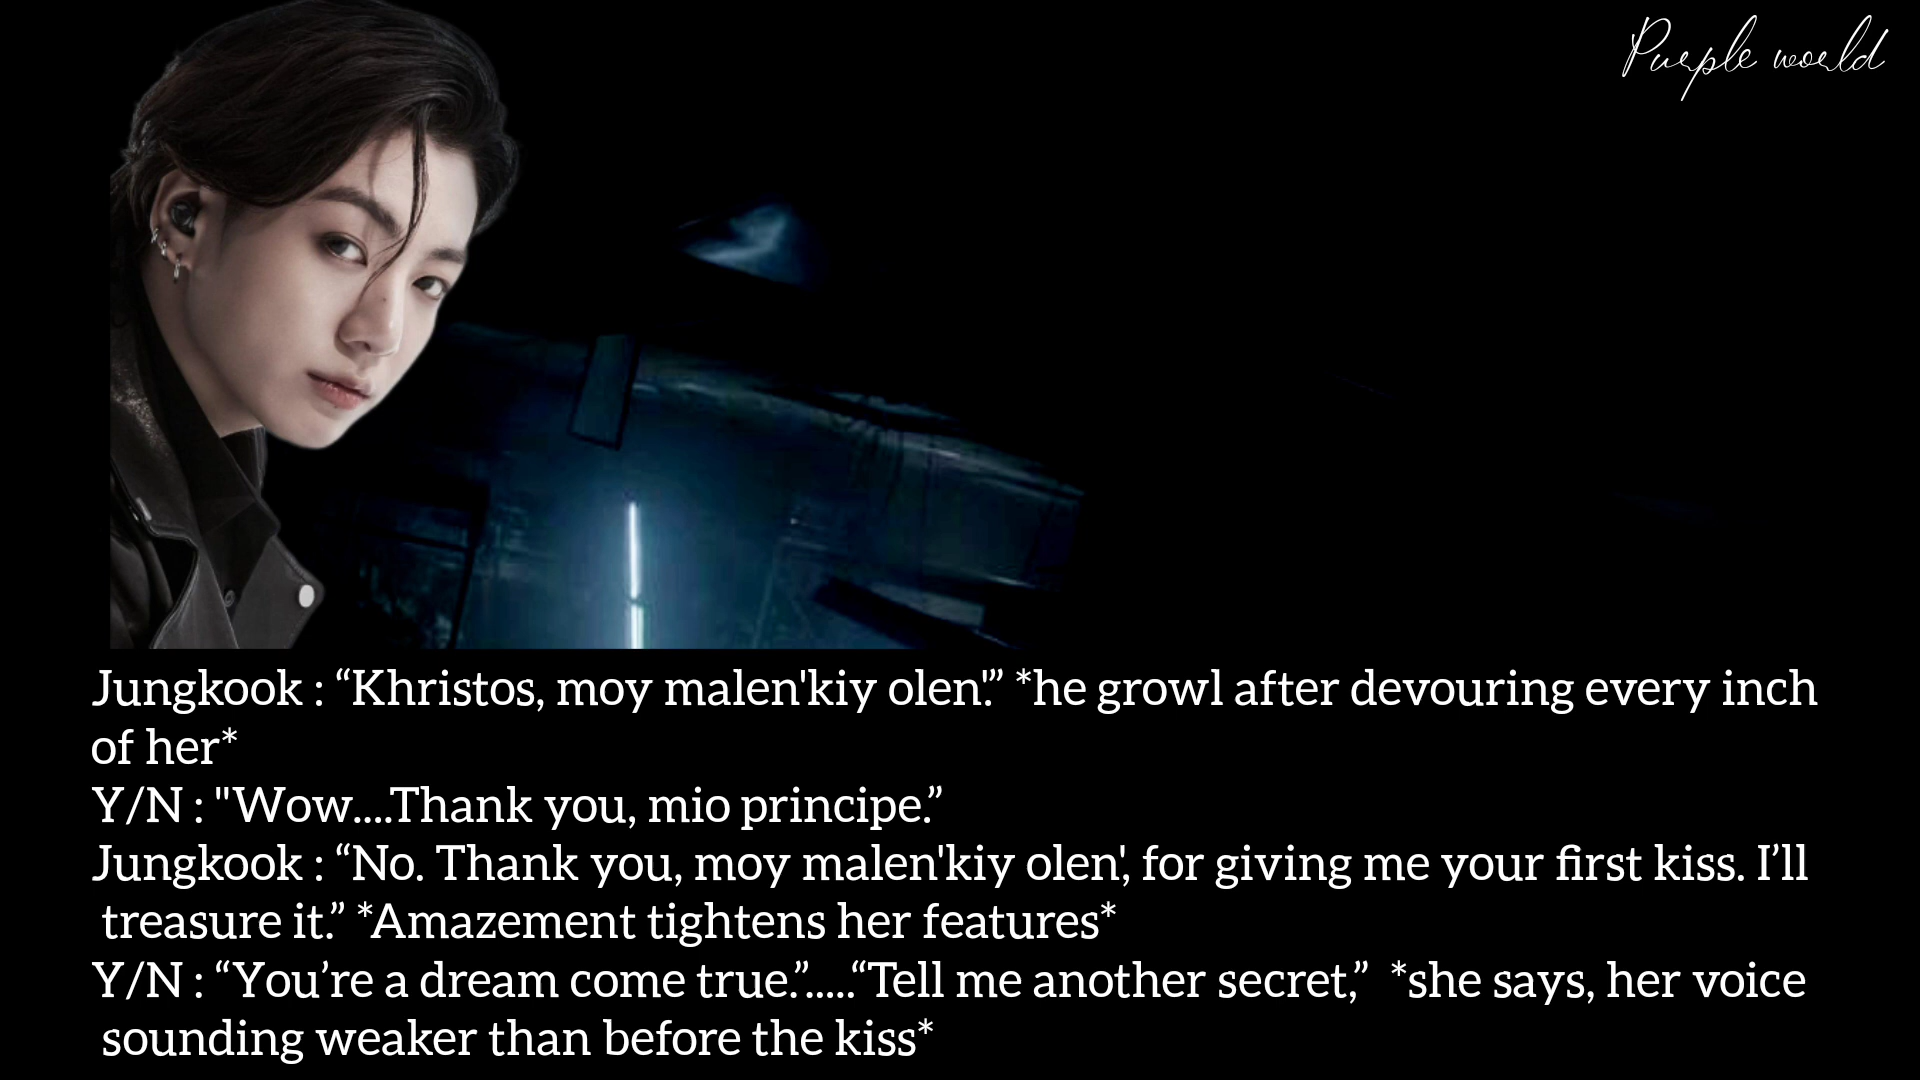 Purple world
Jungkook : “Khristos, moy malen'kiy olen'.” *he growl after devouring every inch
of her*
Y/N : "Wow....Thank you, mio principe.”
Jungkook : “No. Thank you, moy malen'kiy olen', for giving me your first kiss. I’ll
treasure it.” *Amazement tightens her features*
Y/N : “You’re a dream come true.”.....“Tell me another secret,” *she says, her voice
sounding weaker than before the kiss*